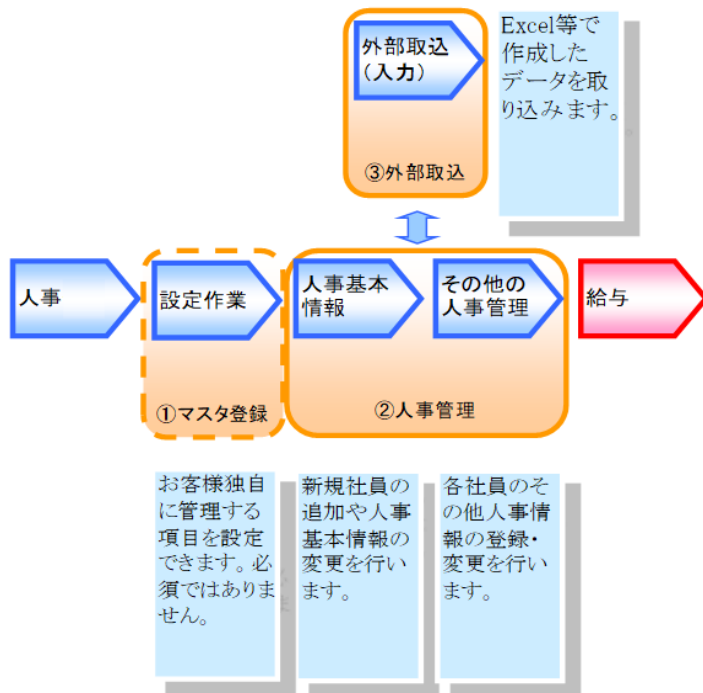 外部取込
(入力)
③外部取込
Excel等で
作成した
データを取
り込みます。
人事
設定作業
①マスタ登録
人事基本
情報
その他の
人事管理
②人事管理
給与
お客様独自
に管理する
項目を設定
できます。必
須ではありま
せん。
新規社員の
追加や人事
基本情報の
変更を行い
ます。
各社員のそ
の他人事情
報の登録・
変更を行い
ます。